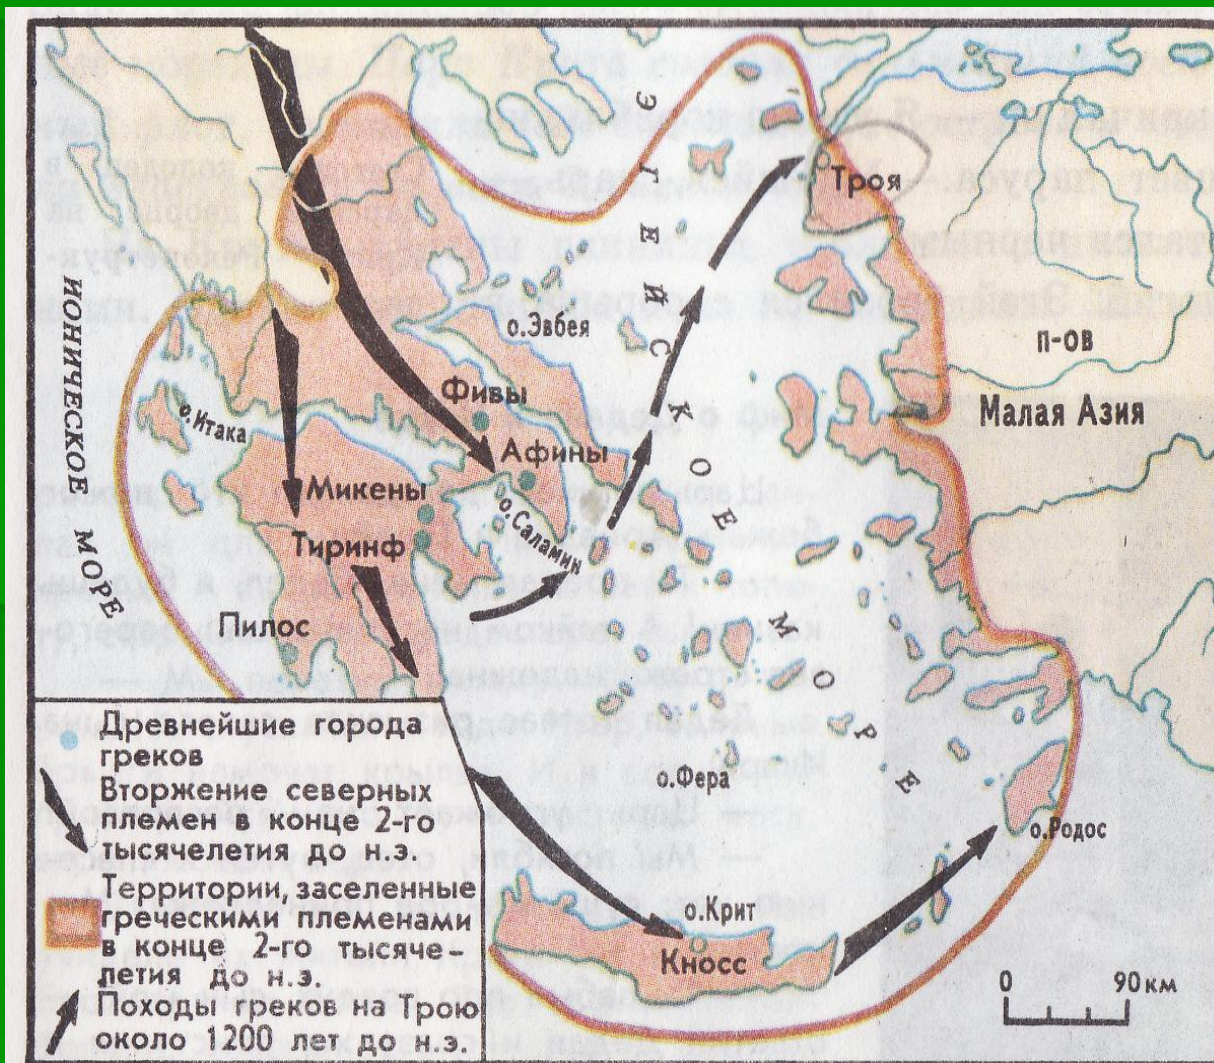 ЭГЕЙСКОЕ МОРЕ
Троя
ИОНИЧЕСКОЕ МОРЕ
о.Эвбея
П-ОВ
Малая Азия
Фивы
о.Итака
Афины
Микены
о.Саламин
Тиринф
Пилос
о.Фера
о.Родос
о.Крит
Кносс
0 90 км
Древнейшие города
греков
Вторжение северных
племен в конце 2-го
тысячелетия до н.э.
Территории, заселенные
греческими племенами
в конце 2-го тысяче-
летия до н.э.
Походы греков на Трою
около 1200 лет до н.э.